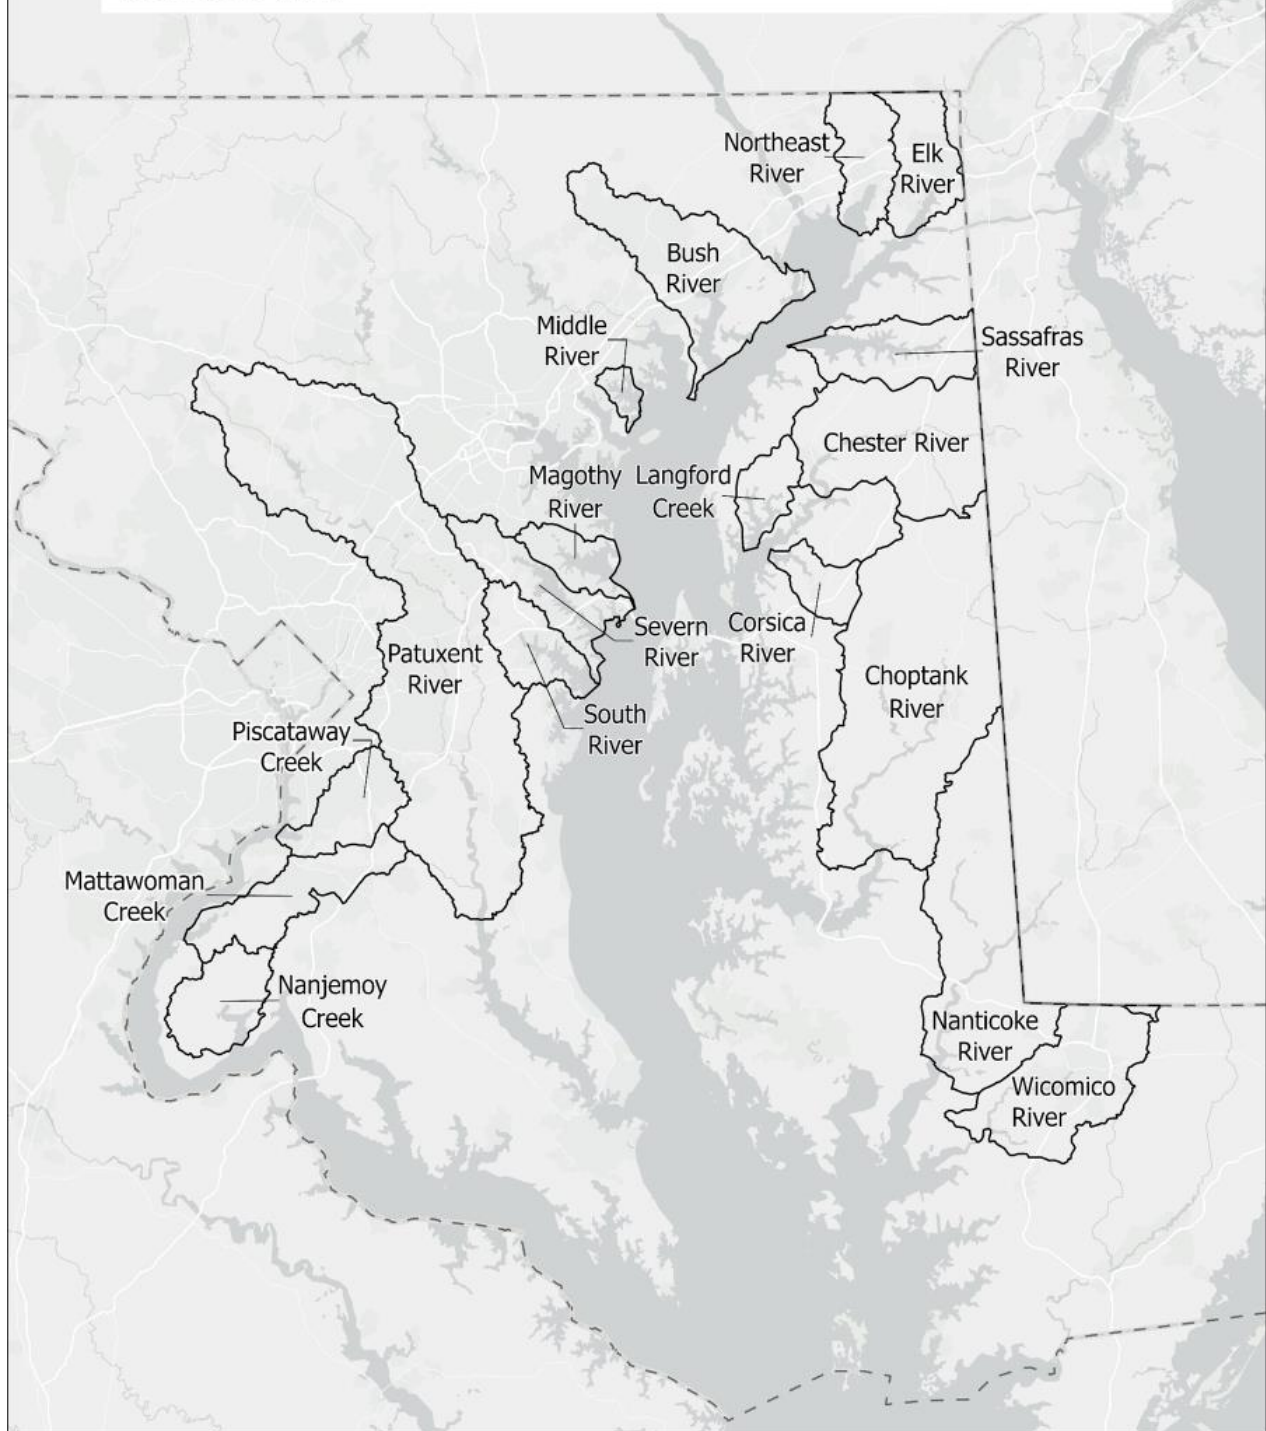 Northeast
River
Elk
River
Bush
River
Middle
River
Sassafras
River
Chester River
Magothy
River
Langford
Creek
Severn
River
Corsica
River
Patuxent
River
Choptank
River
South
River
Piscataway
Creek
Mattawoman
Creek
Nanjemoy
Creek
Nanticoke
River
Wicomico
River